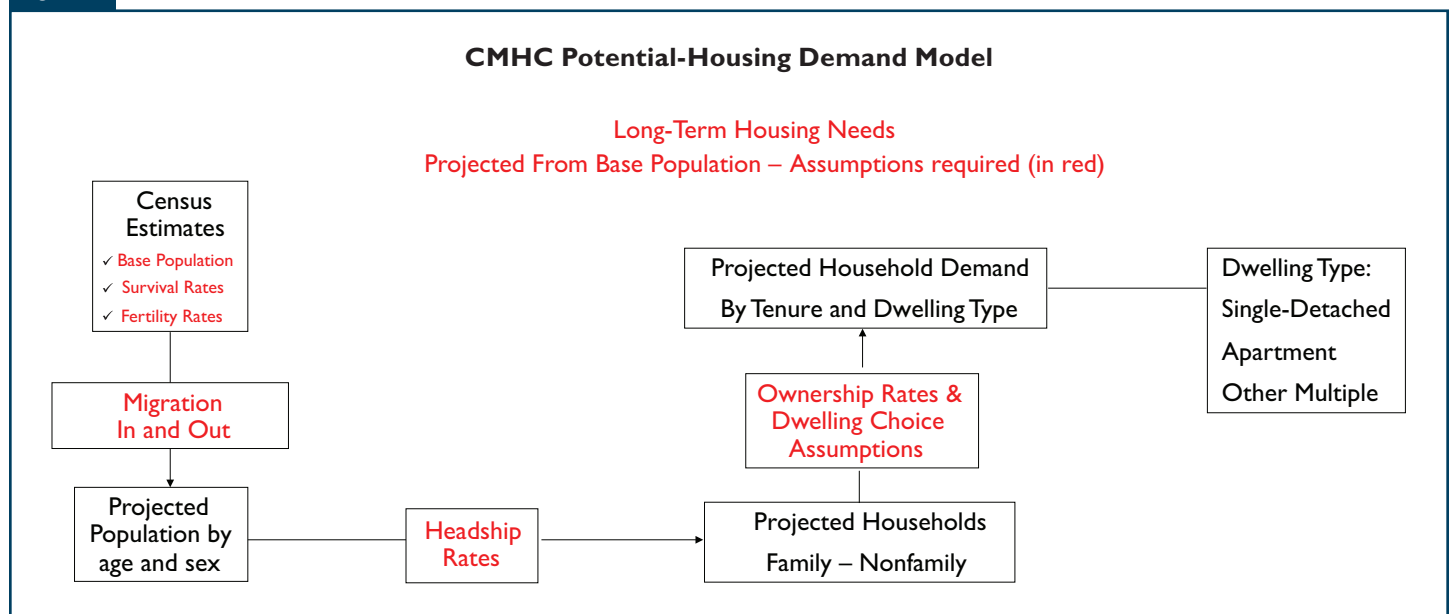 CMHC Potential-Housing Demand Model
Long-Term Housing Needs
Projected From Base Population – Assumptions required (in red)
Census
Estimates
✓ Base Population
✓ Survival Rates
✓ Fertility Rates
Migration
In and Out
Projected
Population by
age and sex
Headship
Rates
Projected Households
Family – Nonfamily
Ownership Rates &
Dwelling Choice
Assumptions
Projected Household Demand
By Tenure and Dwelling Type
Dwelling Type:
Single-Detached
Apartment
Other Multiple